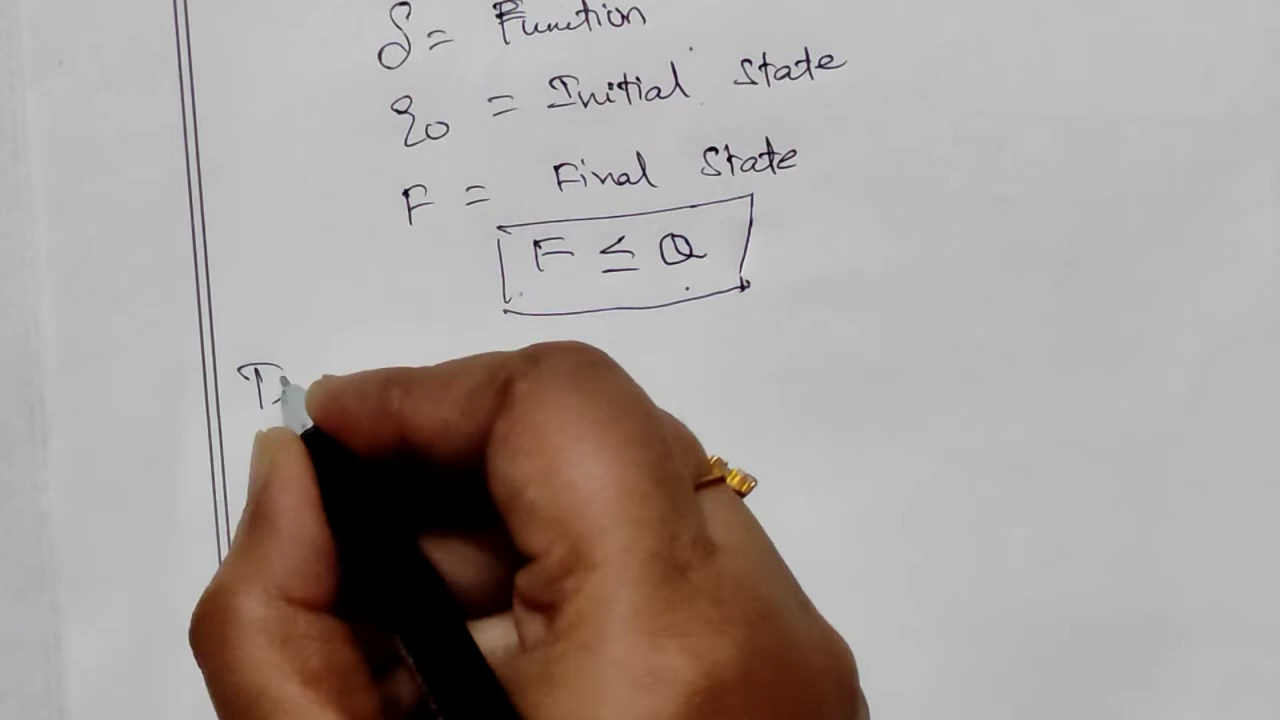 δ = Function
q₀ = Initial State
F = Final State
F ≤ Q